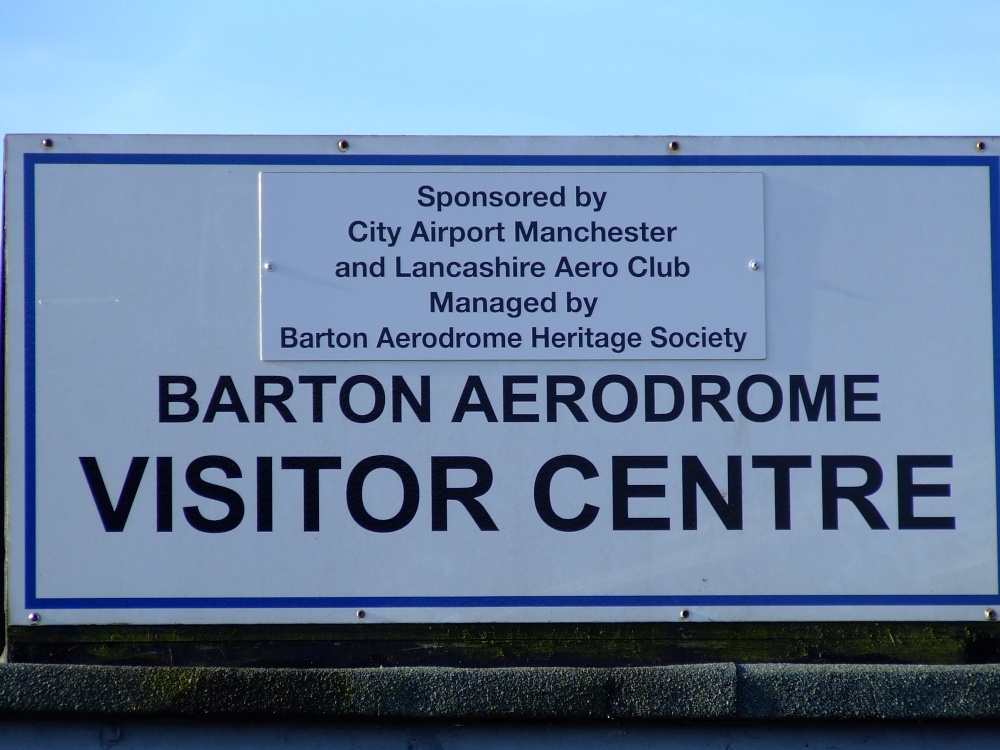 Sponsored by
City Airport Manchester
and Lancashire Aero Club
Managed by
Barton Aerodrome Heritage Society
BARTON AERODROME
VISITOR CENTRE